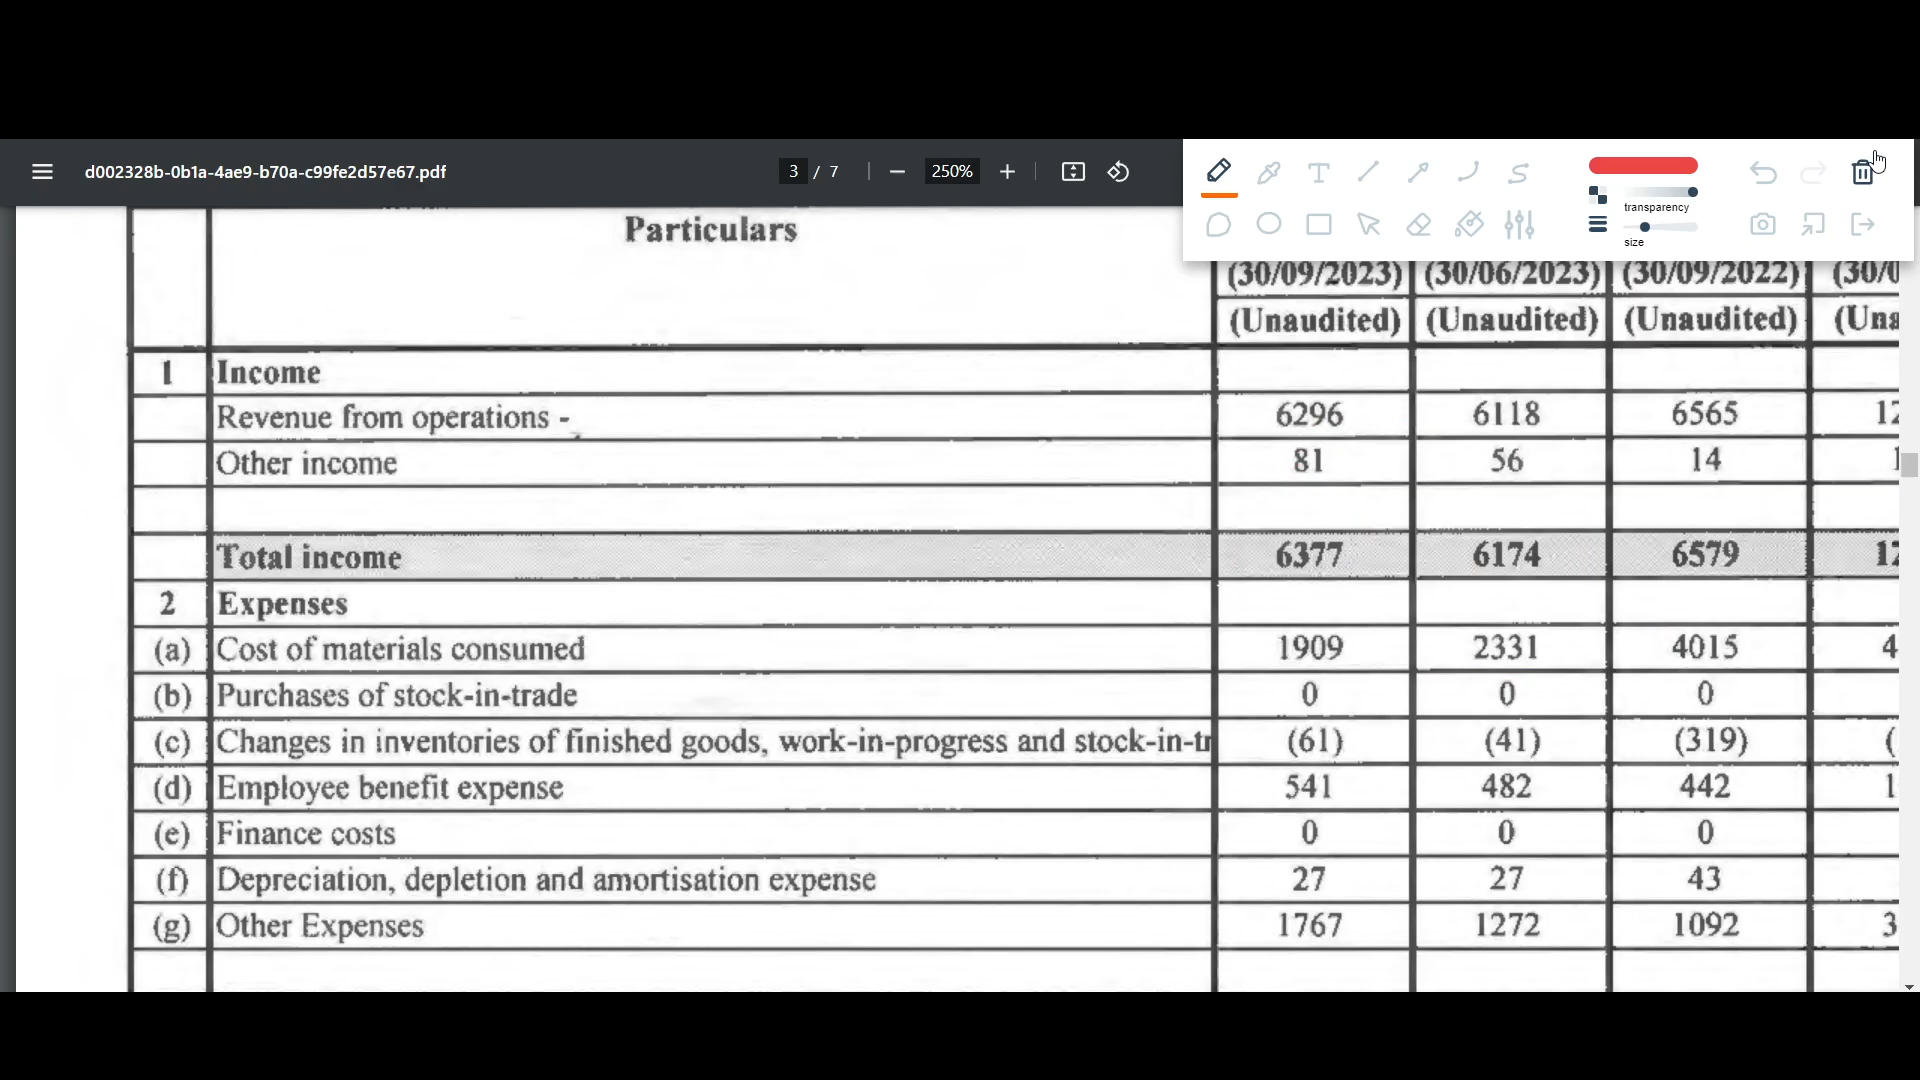 d002328b-0b1a-4ae9-b70a-c99fe2d57e67.pdf 3 / 7 250%
transparency
size
Particulars
(30/09/2023) (30/06/2023) (30/09/2022)
(Unaudited) (Unaudited) (Unaudited)
1 Income
Revenue from operations - 6296 6118 6565
Other income 81 56 14
Total income 6377 6174 6579
2 Expenses
(a) Cost of materials consumed 1909 2331 4015
(b) Purchases of stock-in-trade 0 0 0
(c) Changes in inventories of finished goods, work-in-progress and stock-in-tr (61) (41) (319)
(d) Employee benefit expense 541 482 442
(e) Finance costs 0 0 0
(f) Depreciation, depletion and amortisation expense 27 27 43
(g) Other Expenses 1767 1272 1092